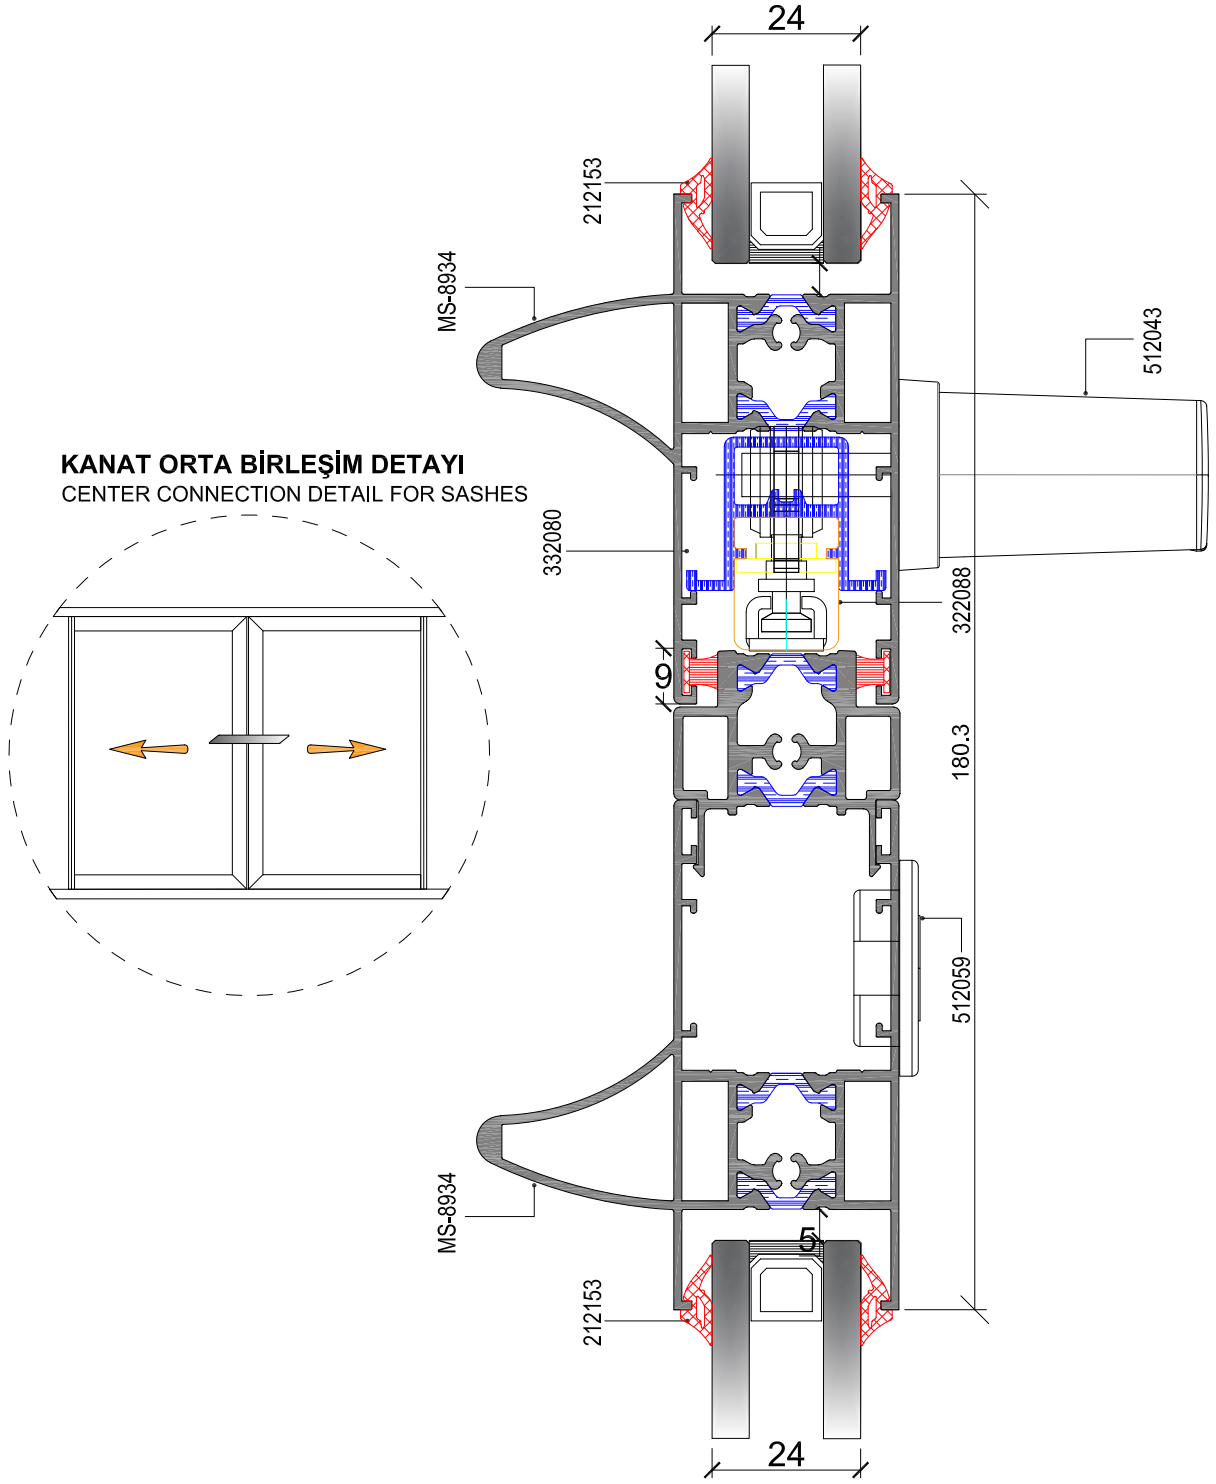 24
212153
MS-8934
512043
KANAT ORTA BİRLEŞİM DETAYI
CENTER CONNECTION DETAIL FOR SASHES
332080
322088
9
180.3
512059
MS-8934
5
212153
24